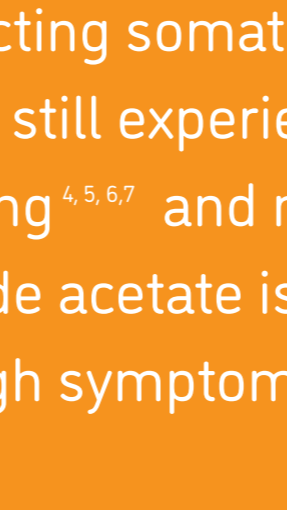 cting somat
still experie
ng 4, 5, 6,7 and
de acetate is
gh symptom